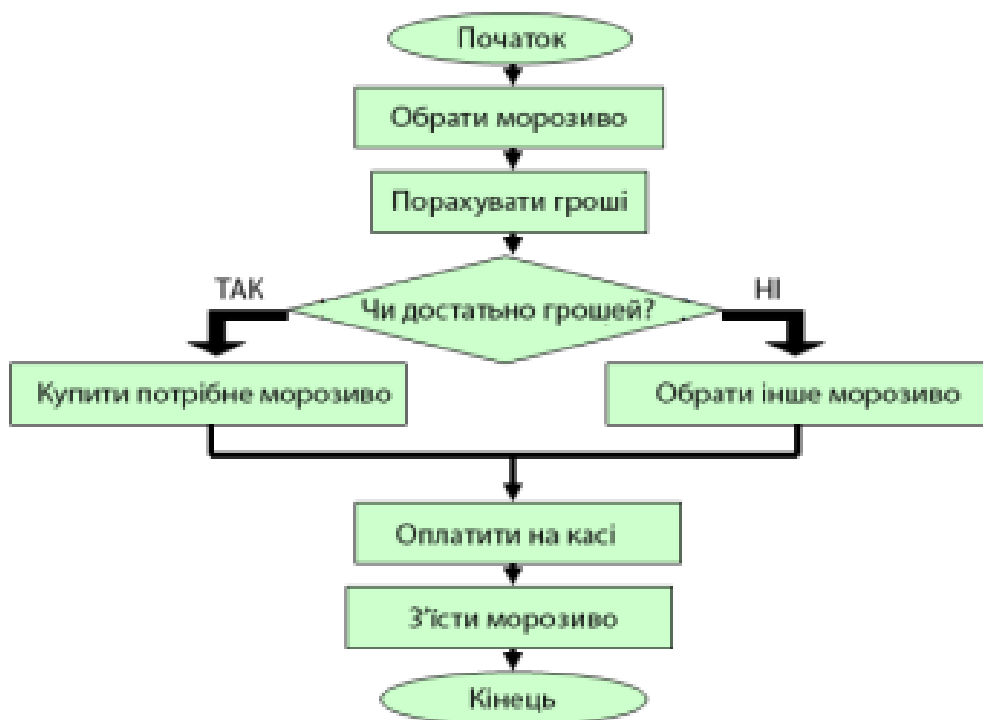 Початок
Обрати морозиво
Порахувати гроші
ТАК
НІ
Чи достатьно грошей?
Купити потрібне морозиво
Обрати інше морозиво
Оплатити на касі
З"їсти морозиво
Кінець